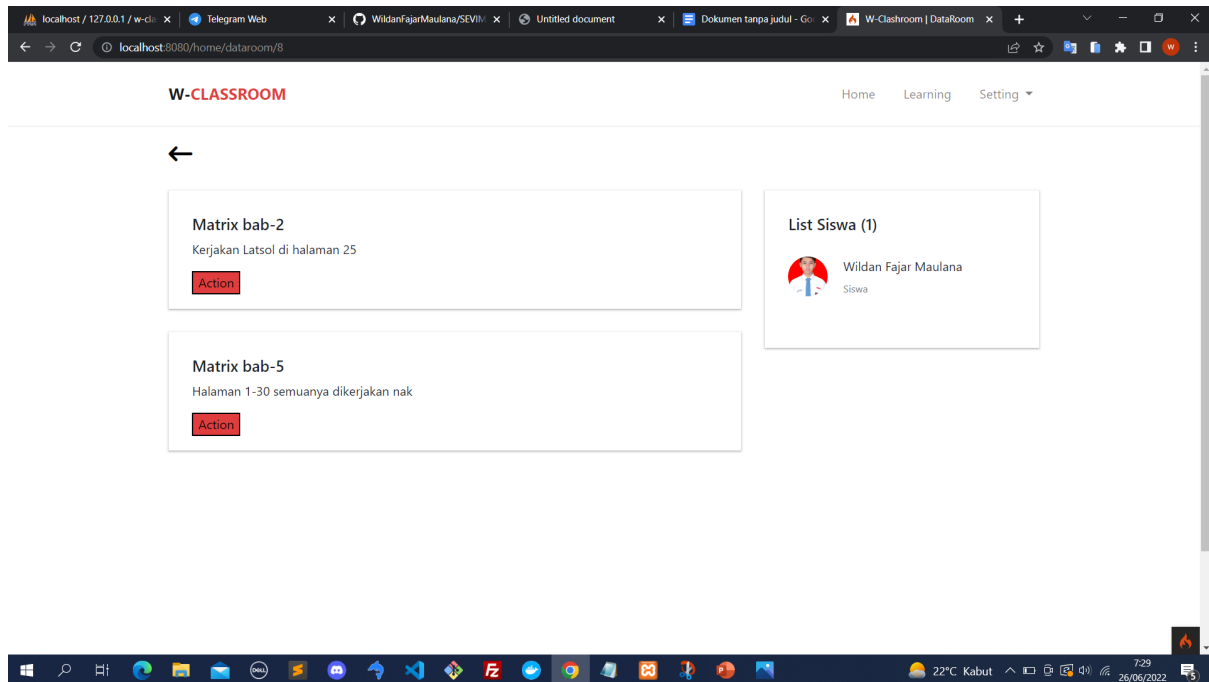 localhost / 127.0.0.1 / w-cla
Telegram Web
WildanFajarMaulana/SEVIM
Untitled document
Dokumen tanpa judul - Goo
W-Clashroom | DataRoom
localhost:8080/home/dataroom/8
W
W-CLASSROOM
Home
Learning
Setting
Matrix bab-2
Kerjakan Latsol di halaman 25
Action
Matrix bab-5
Halaman 1-30 semuanya dikerjakan nak
Action
List Siswa (1)
Wildan Fajar Maulana
Siswa
DELL
22°C Kabut
7:29
26/06/2022
5